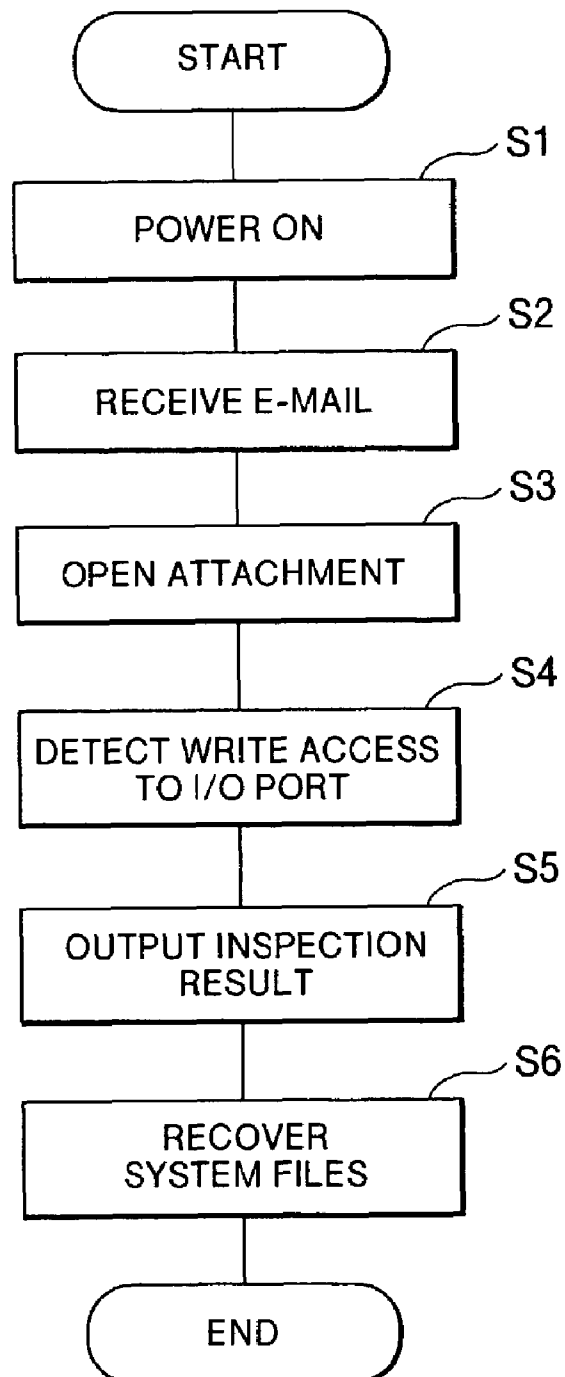 START
S1
POWER ON
S2
RECEIVE E-MAIL
S3
OPEN ATTACHMENT
S4
DETECT WRITE ACCESS
TO I/O PORT
S5
OUTPUT INSPECTION
RESULT
S6
RECOVER
SYSTEM FILES
END